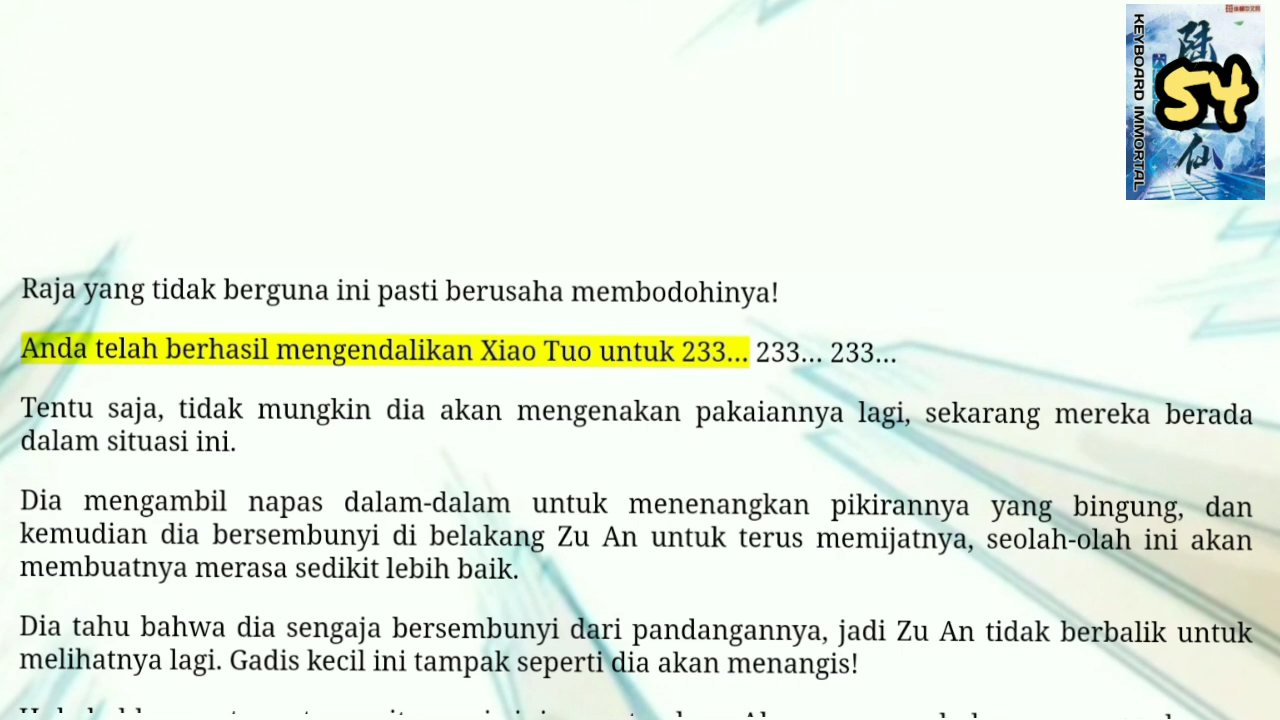 KEYBOARD IMMORTAL
54
仙
Raja yang tidak berguna ini pasti berusaha membodohinya!
Anda telah berhasil mengendalikan Xiao Tuo untuk 233... 233... 233...
Tentu saja, tidak mungkin dia akan mengenakan pakaiannya lagi, sekarang mereka berada
dalam situasi ini.
Dia mengambil napas dalam-dalam untuk menenangkan pikirannya yang bingung, dan
kemudian dia bersembunyi di belakang Zu An untuk terus memijatnya, seolah-olah ini akan
membuatnya merasa sedikit lebih baik.
Dia tahu bahwa dia sengaja bersembunyi dari pandangannya, jadi Zu An tidak berbalik untuk
melihatnya lagi. Gadis kecil ini tampak seperti dia akan menangis!